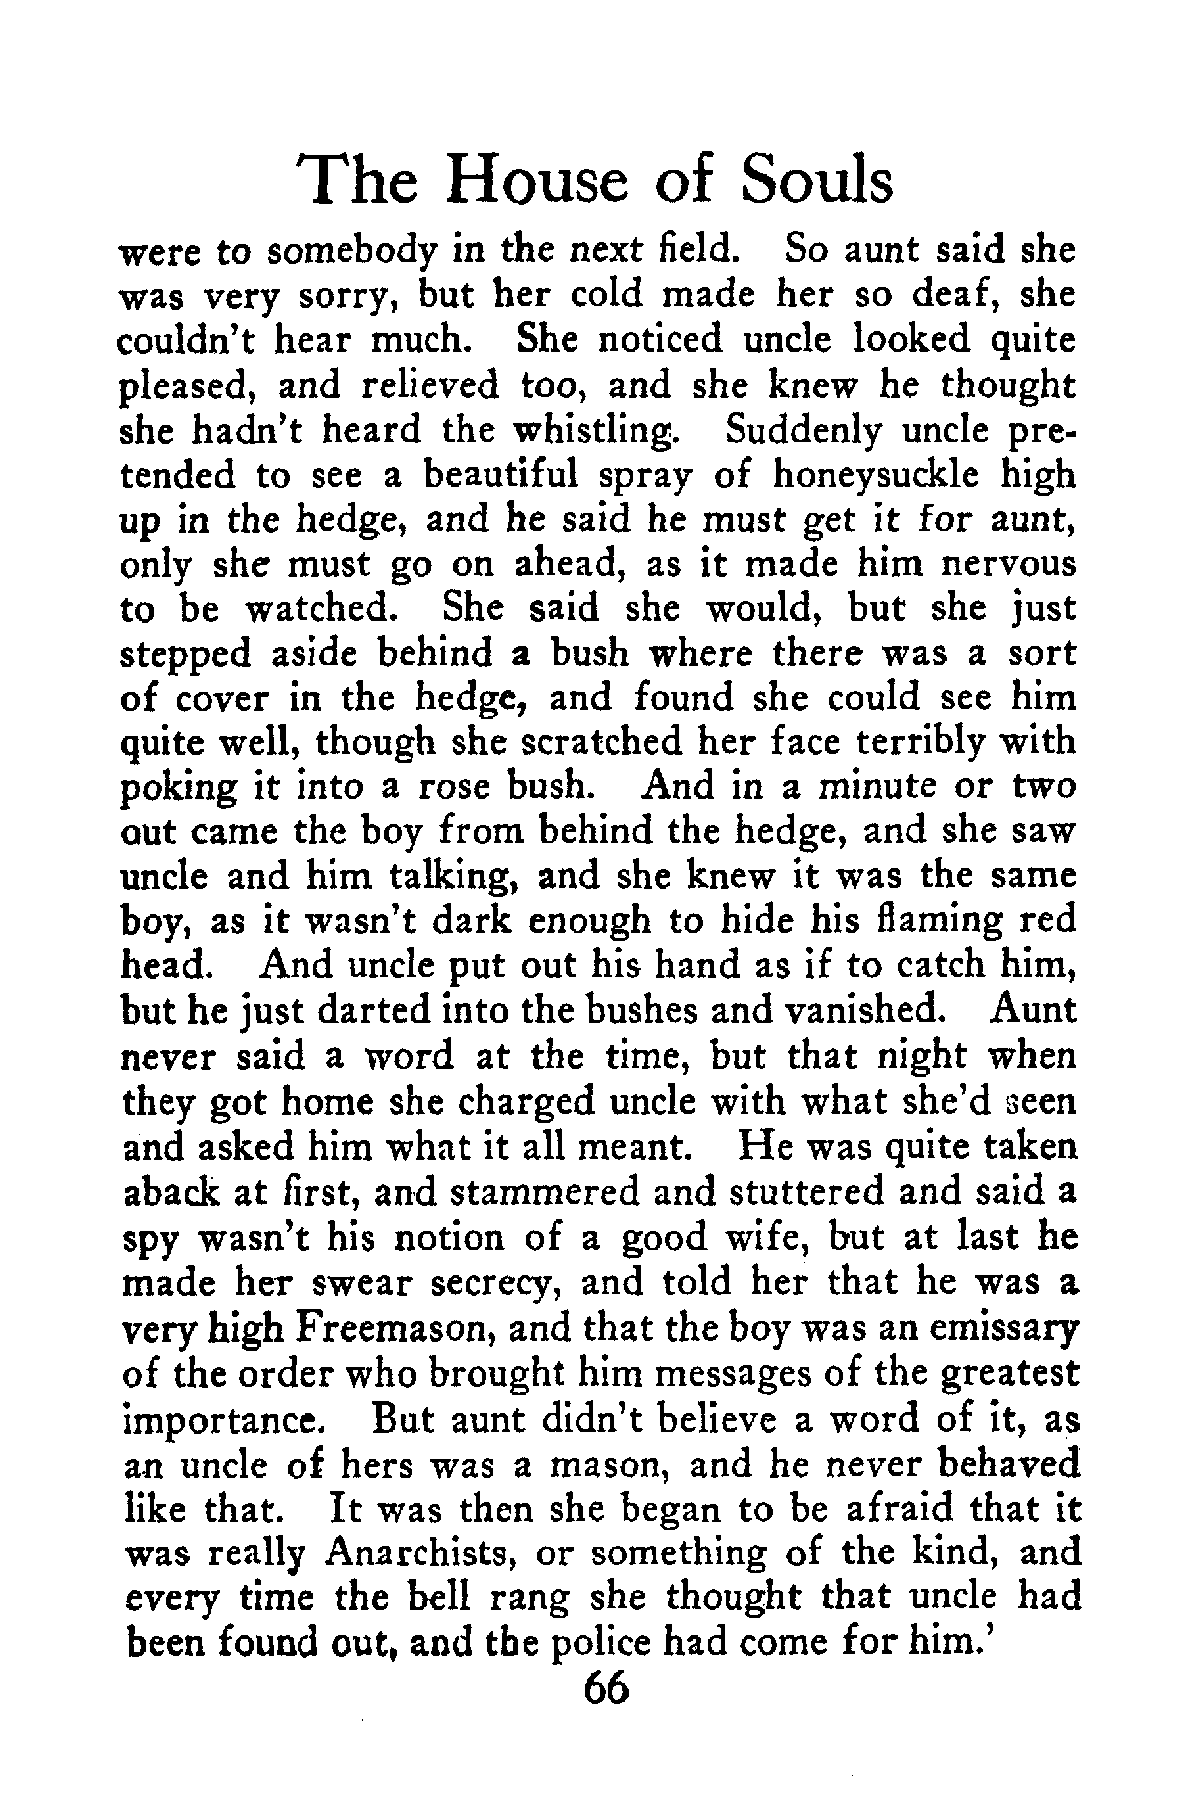 The House of Souls
were to somebody in the next field. So aunt said she
was very sorry, but her cold made her so deaf, she
couldn't hear much. She noticed uncle looked quite
pleased, and relieved too, and she knew he thought
she hadn't heard the whistling. Suddenly uncle pre-
tended to see a beautiful spray of honeysuckle high
up in the hedge, and he said he must get it for aunt,
only she must go on ahead, as it made him nervous
to be watched. She said she would, but she just
stepped aside behind a bush where there was a sort
of cover in the hedge, and found she could see him
quite well, though she scratched her face terribly with
poking it into a rose bush. And in a minute or two
out came the boy from behind the hedge, and she saw
uncle and him talking, and she knew it was the same
boy, as it wasn't dark enough to hide his flaming red
head. And uncle put out his hand as if to catch him,
but he just darted into the bushes and vanished. Aunt
never said a word at the time, but that night when
they got home she charged uncle with what she'd seen
and asked him what it all meant. He was quite taken
aback at first, and stammered and stuttered and said a
spy wasn't his notion of a good wife, but at last he
made her swear secrecy, and told her that he was a
very high Freemason, and that the boy was an emissary
of the order who brought him messages of the greatest
importance. But aunt didn't believe a word of it, as
an uncle of hers was a mason, and he never behaved
like that. It was then she began to be afraid that it
was really Anarchists, or something of the kind, and
every time the bell rang she thought that uncle had
been found out, and the police had come for him.'
66